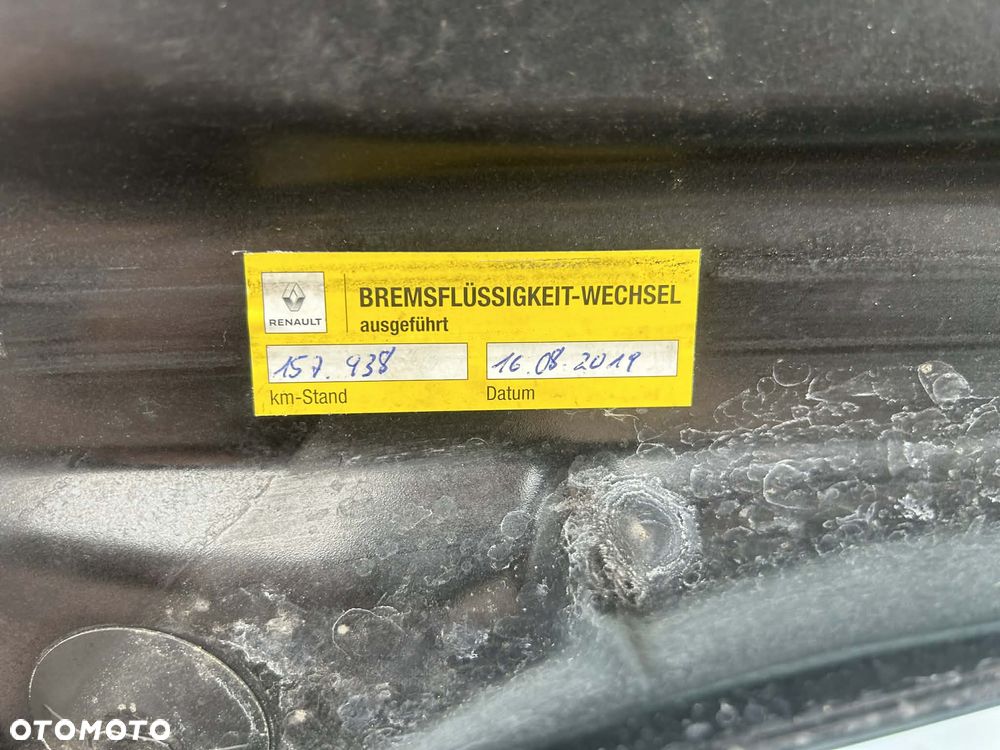 RENAULT
BREMSFLÜSSIGKEIT-WECHSEL
ausgeführt
157.938
16.08.2019
km-Stand
Datum
OTOMOTO